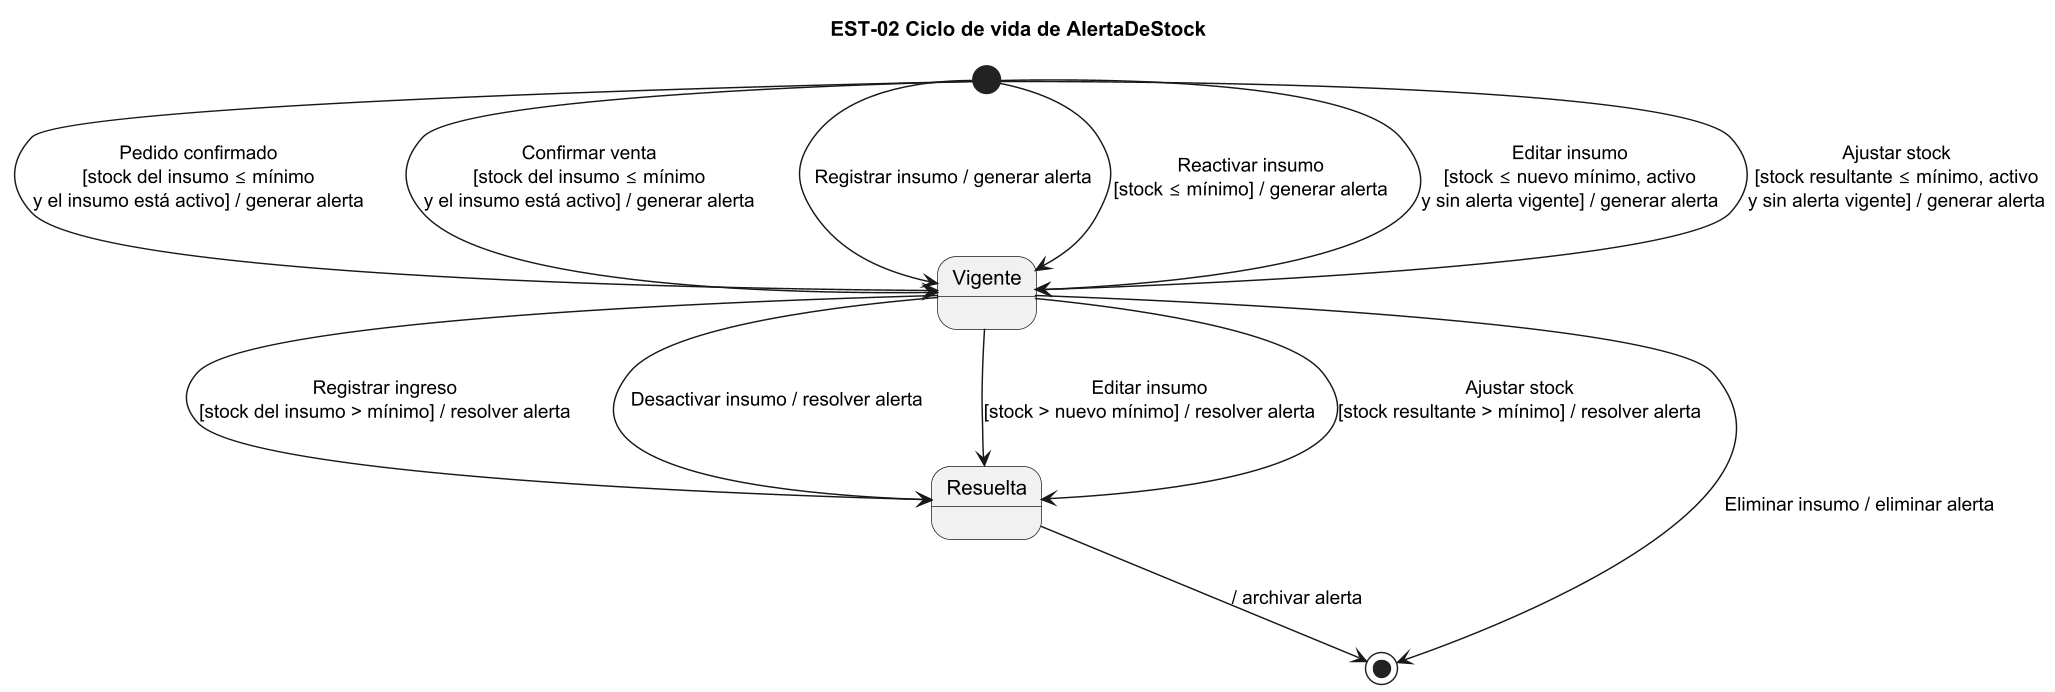 EST-02 Ciclo de vida de AlertaDeStock
Pedido confirmado
[stock del insumo ≤ mínimo
y el insumo está activo] / generar alerta
Confirmar venta
[stock del insumo ≤ mínimo
y el insumo está activo] / generar alerta
Registrar insumo / generar alerta
Reactivar insumo
[stock ≤ mínimo] / generar alerta
Editar insumo
[stock ≤ nuevo mínimo, activo
y sin alerta vigente] / generar alerta
Ajustar stock
[stock resultante ≤ mínimo, activo
y sin alerta vigente] / generar alerta
Vigente
Registrar ingreso
[stock del insumo > mínimo] / resolver alerta
Desactivar insumo / resolver alerta
Editar insumo
[stock > nuevo mínimo] / resolver alerta
Ajustar stock
[stock resultante > mínimo] / resolver alerta
Resuelta
Eliminar insumo / eliminar alerta
/ archivar alerta